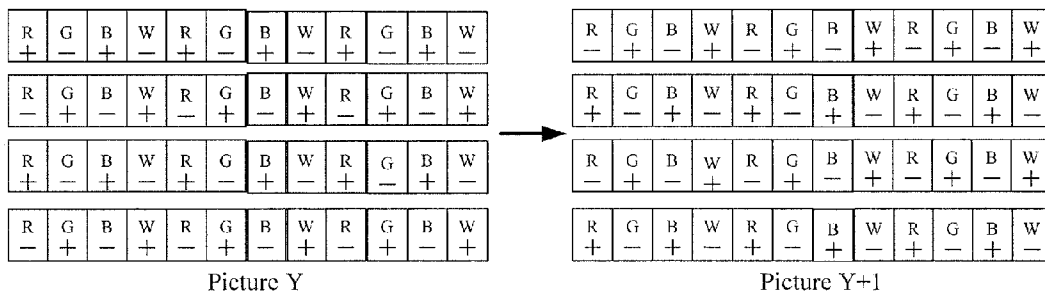 R G B W R G B W R G B W
+ − + − + − + − + − + −
R G B W R G B W R G B W
− + − + − + − + − + − +
R G B W R G B W R G B W
+ − + − + − + − + − + −
R G B W R G B W R G B W
− + − + − + − + − + − +
Picture Y
R G B W R G B W R G B W
− + − + − + − + − + − +
R G B W R G B W R G B W
+ − + − + − + − + − + −
R G B W R G B W R G B W
− + − + − + − + − + − +
R G B W R G B W R G B W
+ − + − + − + − + − + −
Picture Y+1